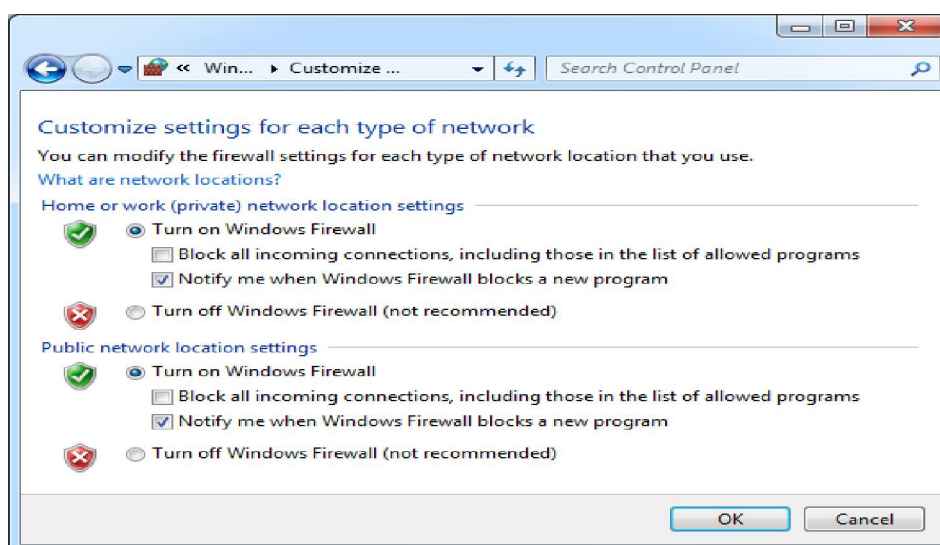 « Win... ▸ Customize ... Search Control Panel
Customize settings for each type of network
You can modify the firewall settings for each type of network location that you use.
What are network locations?
Home or work (private) network location settings
Turn on Windows Firewall
Block all incoming connections, including those in the list of allowed programs
Notify me when Windows Firewall blocks a new program
Turn off Windows Firewall (not recommended)
Public network location settings
Turn on Windows Firewall
Block all incoming connections, including those in the list of allowed programs
Notify me when Windows Firewall blocks a new program
Turn off Windows Firewall (not recommended)
OK Cancel